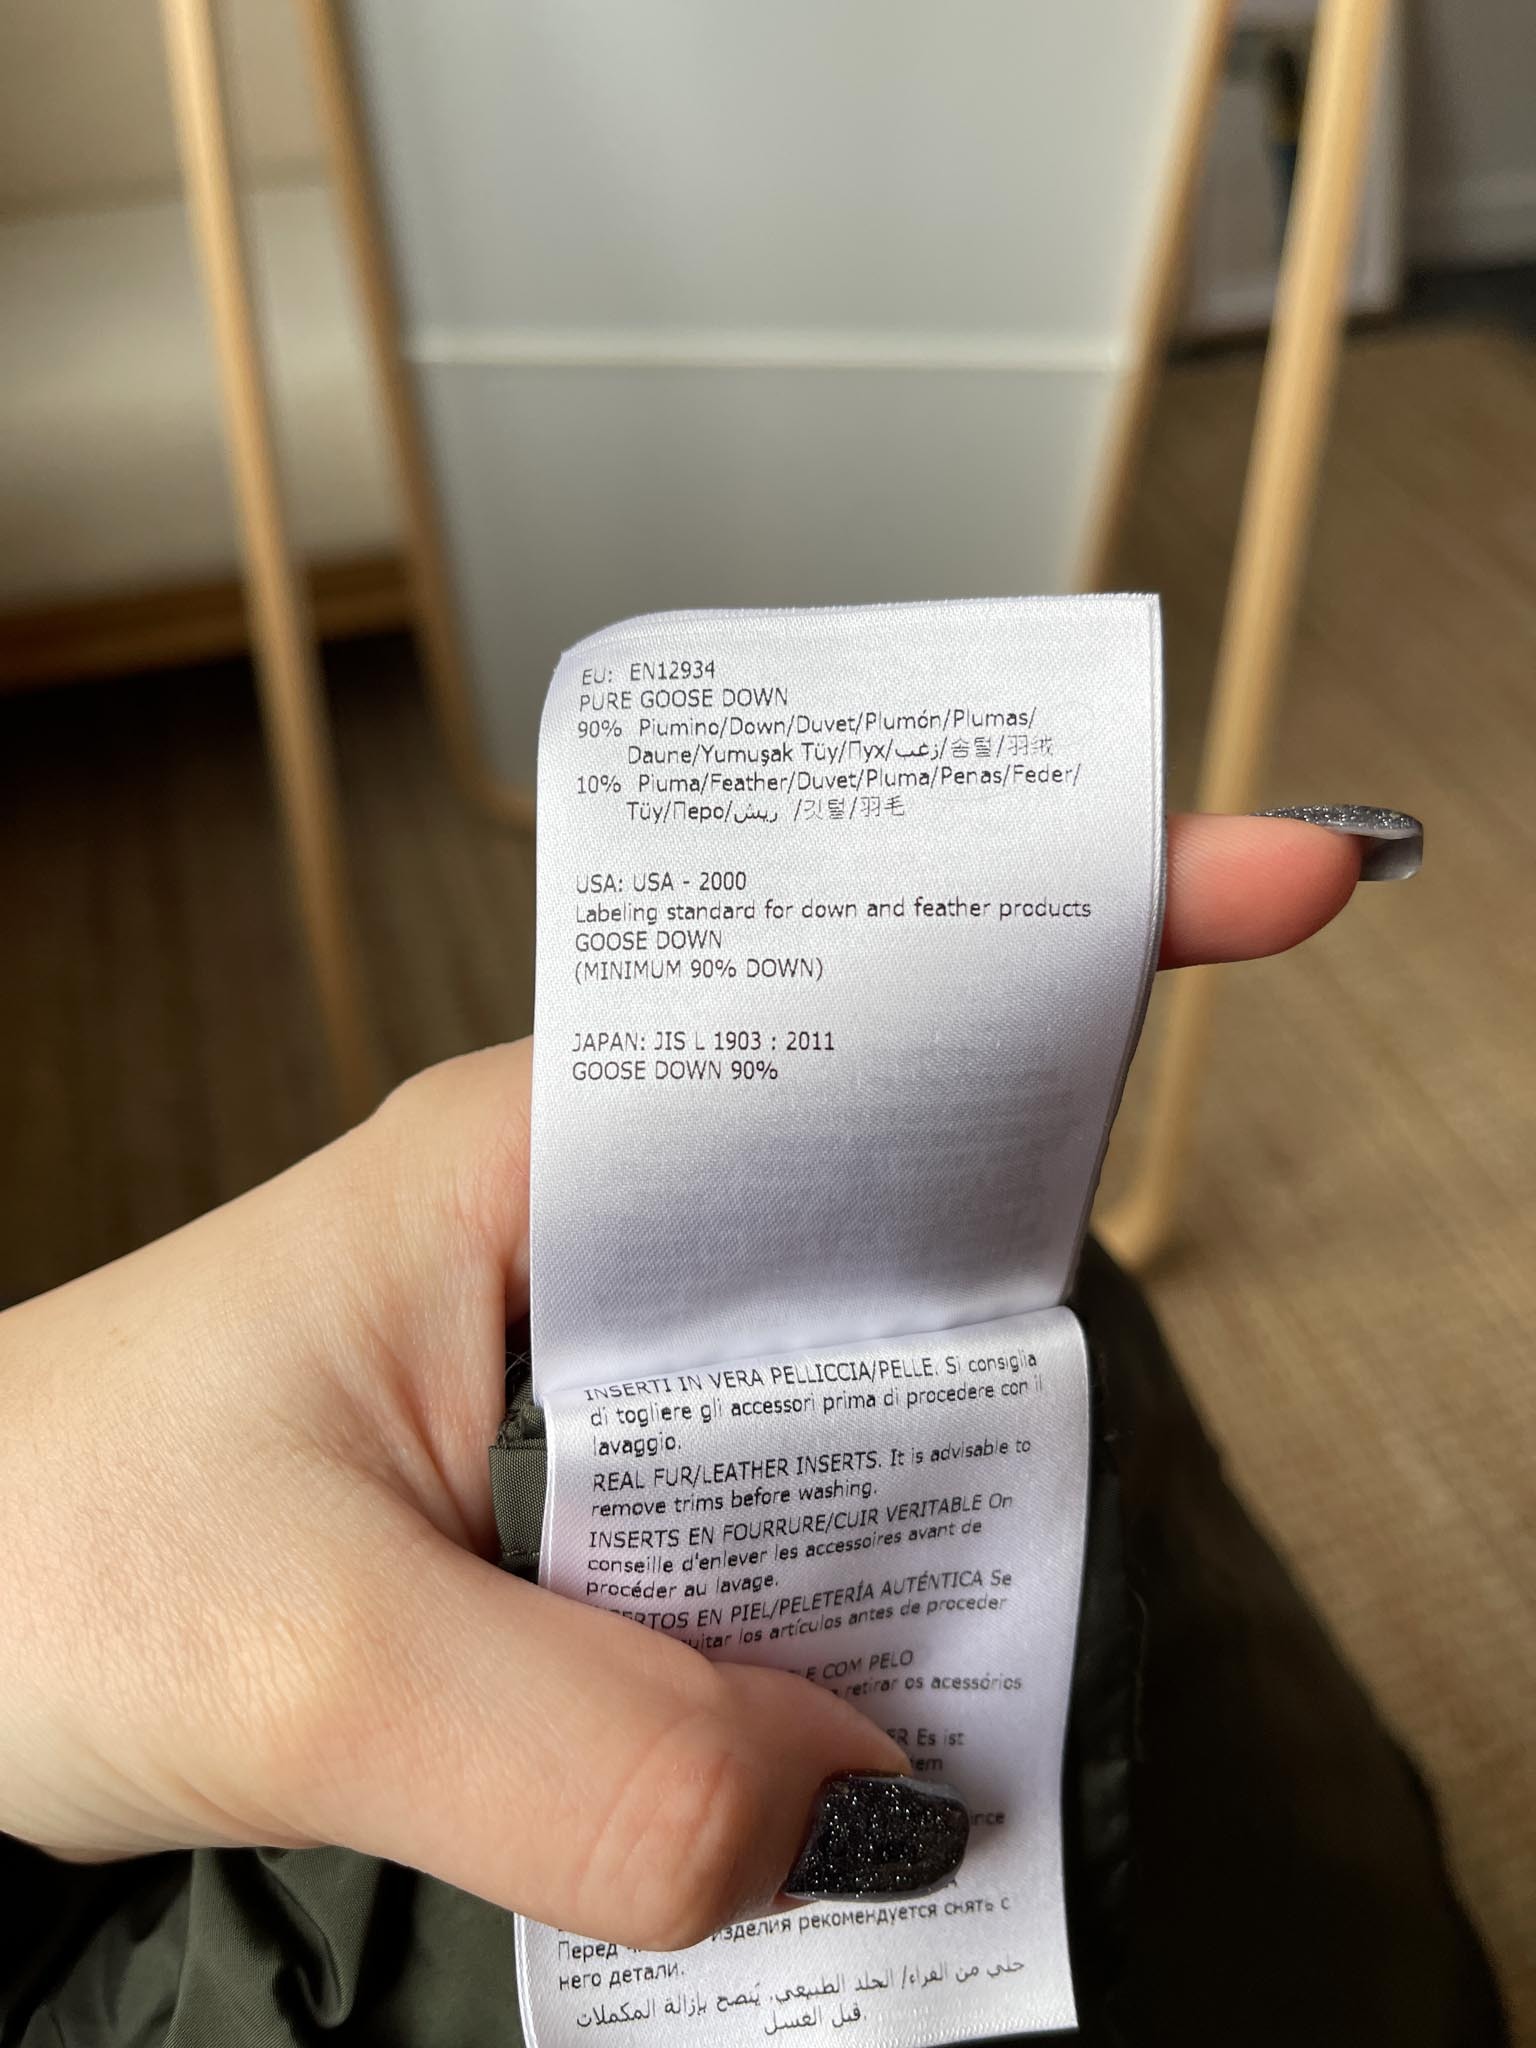 EU: EN12934
PURE GOOSE DOWN
90% Piumino/Down/Duvet/Plumón/Plumas/
Daune/Yumuşak Tüy/Пух/زغب/솜털/羽绒
10% Piuma/Feather/Duvet/Pluma/Penas/Feder/
Tüy/Перо/ريش /깃털/羽毛
USA: USA - 2000
Labeling standard for down and feather products
GOOSE DOWN
(MINIMUM 90% DOWN)
JAPAN: JIS L 1903 : 2011
GOOSE DOWN 90%
INSERTI IN VERA PELLICCIA/PELLE. Si consiglia
di togliere gli accessori prima di procedere con il
lavaggio.
REAL FUR/LEATHER INSERTS. It is advisable to
remove trims before washing.
INSERTS EN FOURRURE/CUIR VERITABLE On
conseille d'enlever les accessoires avant de
procéder au lavage.
EN PIEL/PELETERÍA AUTÉNTICA Se
los artículos antes de proceder
COM PELO
retirar os acessórios
Es ist
изделия рекомендуется снять с
Перед
него детали.
من الفراء/ الجلد الطبيعي. يُنصح بإزالة المكملات
قبل الغسل.